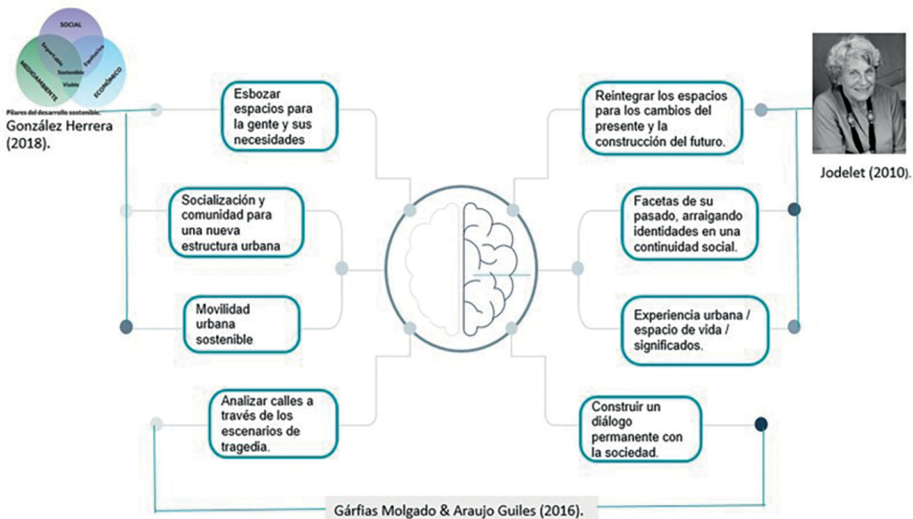 SOCIAL
Soportable
Equitativo
Sostenible
Viable
MEDIOAMBIENTE
ECONÓMICO
Pilares del desarrollo sostenible.
González Herrera
(2018).
Esbozar
espacios para
la gente y sus
necesidades
Socialización y
comunidad para
una nueva
estructura urbana
Movilidad
urbana
sostenible
Analizar calles a
través de los
escenarios de
tragedia.
Reintegrar los espacios
para los cambios del
presente y la
construcción del futuro.
Jodelet (2010).
Facetas de su
pasado, arraigando
identidades en una
continuidad social.
Experiencia urbana /
espacio de vida /
significados.
Construir un
diálogo
permanente con
la sociedad.
Gárfias Molgado & Araujo Guiles (2016).